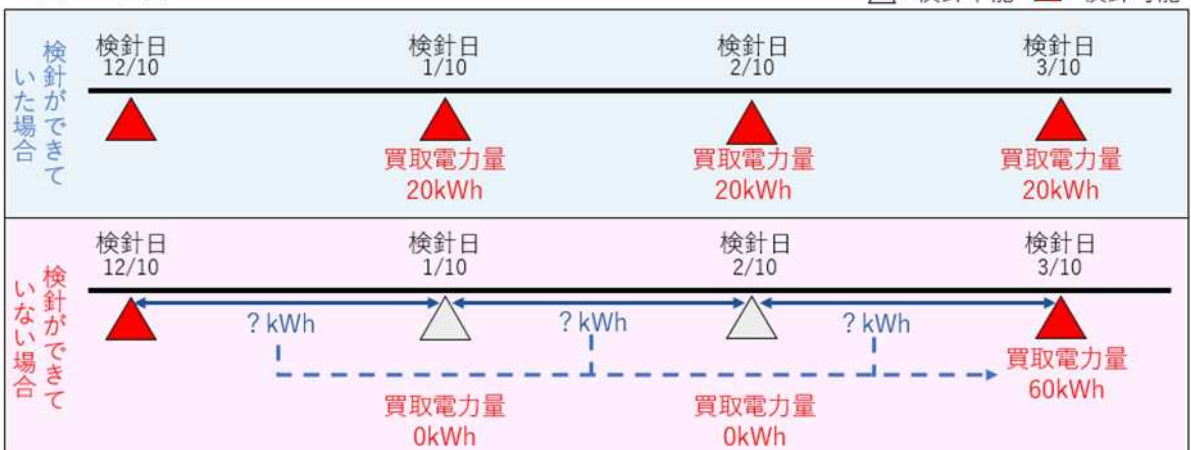 検針ができて
いた場合
検針日
12/10
検針日
1/10
検針日
2/10
検針日
3/10
買取電力量
20kWh
買取電力量
20kWh
買取電力量
20kWh
検針ができて
いない場合
検針日
12/10
検針日
1/10
検針日
2/10
検針日
3/10
?kWh
?kWh
?kWh
買取電力量
0kWh
買取電力量
0kWh
買取電力量
60kWh